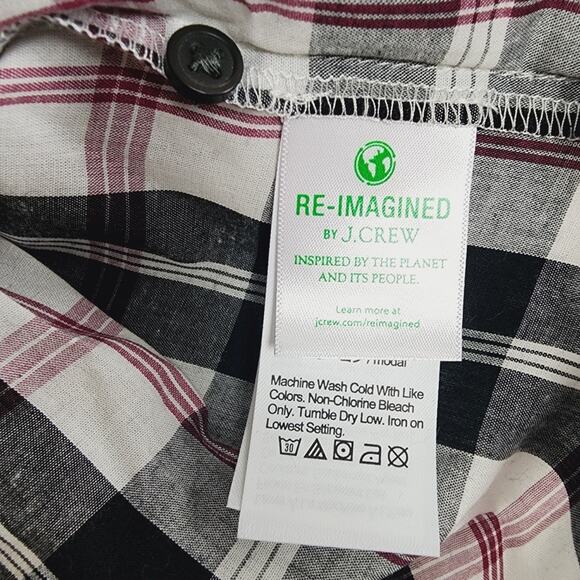 RE-IMAGINED
BY J.CREW
INSPIRED BY THE PLANET
AND ITS PEOPLE.
Learn more at
jcrew.com/reimagined
modal
Machine Wash Cold With Like
Colors. Non-Chlorine Bleach
Only. Tumble Dry Low. Iron on
Lowest Setting.
30